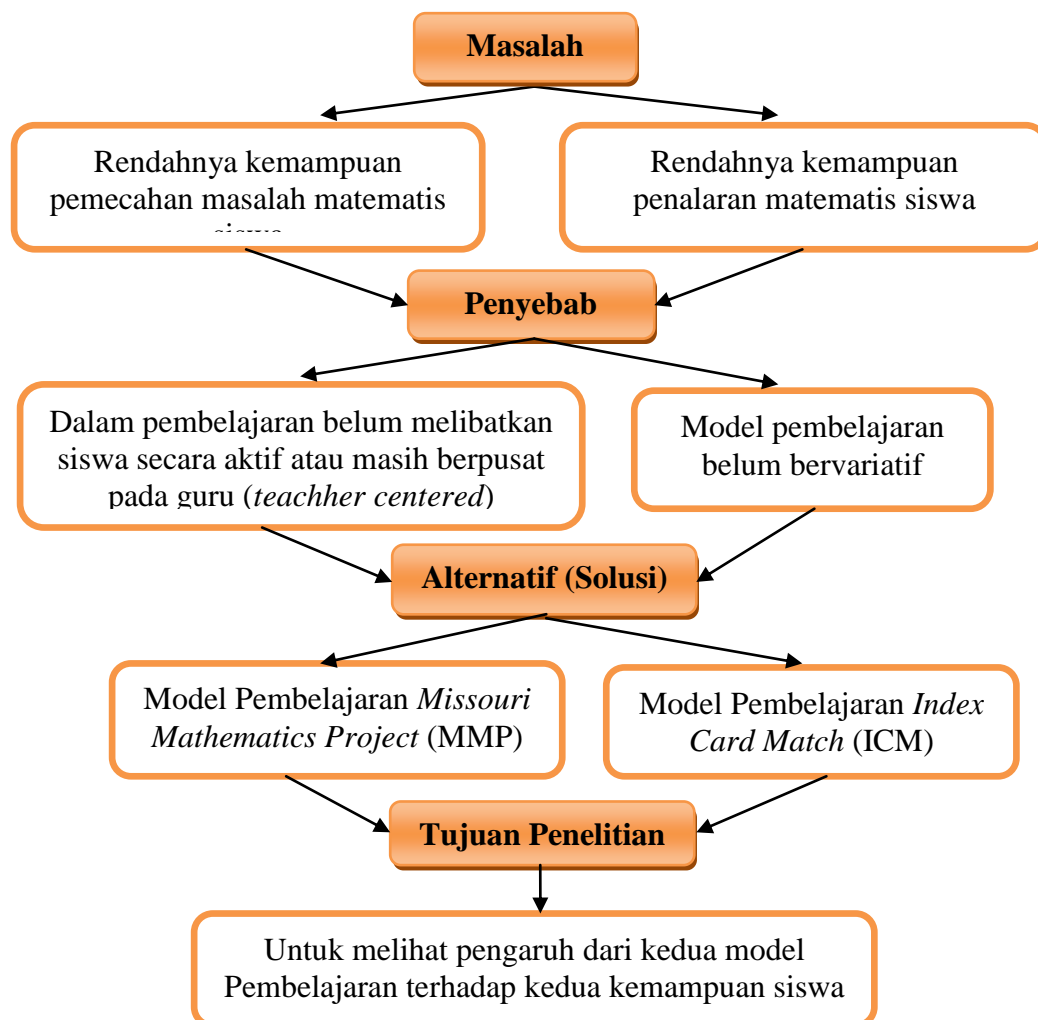 Masalah
Rendahnya kemampuan
pemecahan masalah matematis
siswa
Rendahnya kemampuan
penalaran matematis siswa
Penyebab
Dalam pembelajaran belum melibatkan
siswa secara aktif atau masih berpusat
pada guru (teachher centered)
Model pembelajaran
belum bervariatif
Alternatif (Solusi)
Model Pembelajaran Missouri
Mathematics Project (MMP)
Model Pembelajaran Index
Card Match (ICM)
Tujuan Penelitian
Untuk melihat pengaruh dari kedua model
Pembelajaran terhadap kedua kemampuan siswa